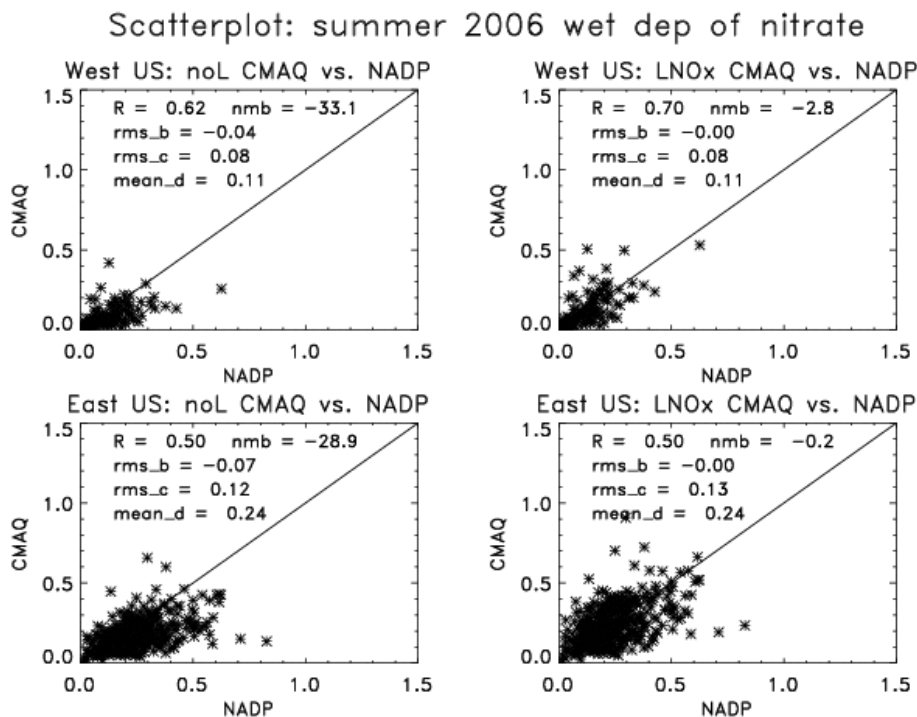 Scatterplot: summer 2006 wet dep of nitrate
West US: noL CMAQ vs. NADP
R = 0.62 nmb = -33.1
rms_b = -0.04
rms_c = 0.08
mean_d = 0.11
CMAQ
1.5
1.0
0.5
0.0
0.0 0.5 1.0 1.5
NADP
West US: LNOx CMAQ vs. NADP
R = 0.70 nmb = -2.8
rms_b = -0.00
rms_c = 0.08
mean_d = 0.11
CMAQ
1.5
1.0
0.5
0.0
0.0 0.5 1.0 1.5
NADP
East US: noL CMAQ vs. NADP
R = 0.50 nmb = -28.9
rms_b = -0.07
rms_c = 0.12
mean_d = 0.24
CMAQ
1.5
1.0
0.5
0.0
0.0 0.5 1.0 1.5
NADP
East US: LNOx CMAQ vs. NADP
R = 0.50 nmb = -0.2
rms_b = -0.00
rms_c = 0.13
mean_d = 0.24
CMAQ
1.5
1.0
0.5
0.0
0.0 0.5 1.0 1.5
NADP